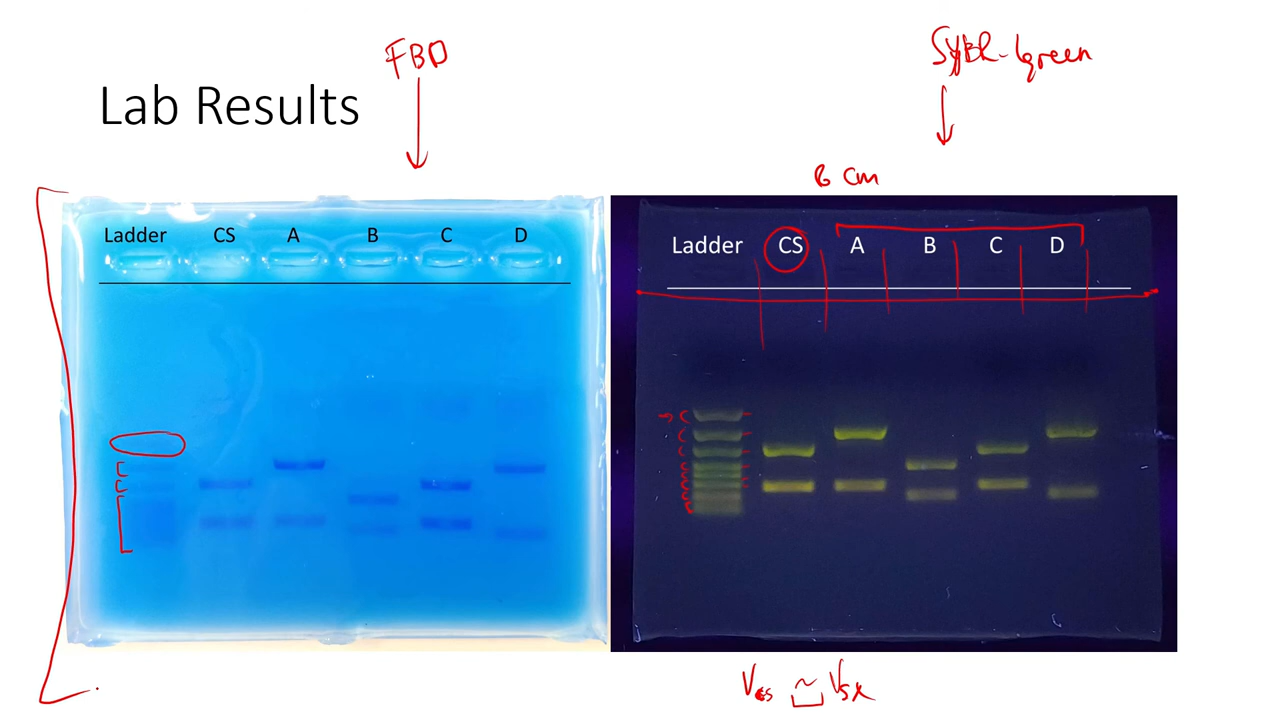 FBD
SYBR-Green
Lab Results
6 cm
Ladder CS A B C D
Ladder CS A B C D